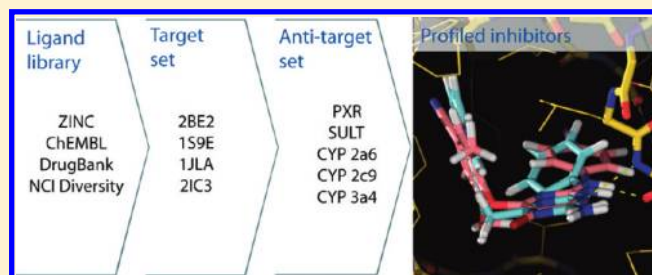 Ligand
library
ZINC
ChEMBL
DrugBank
NCI Diversity
Target
set
2BE2
1S9E
1JLA
2IC3
Anti-target
set
PXR
SULT
CYP 2a6
CYP 2c9
CYP 3a4
Profiled inhibitors